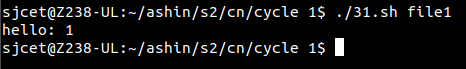 sjcet@Z238-UL:~/ashin/s2/cn/cycle 1$ ./31.sh file1
hello: 1
sjcet@Z238-UL:~/ashin/s2/cn/cycle 1$